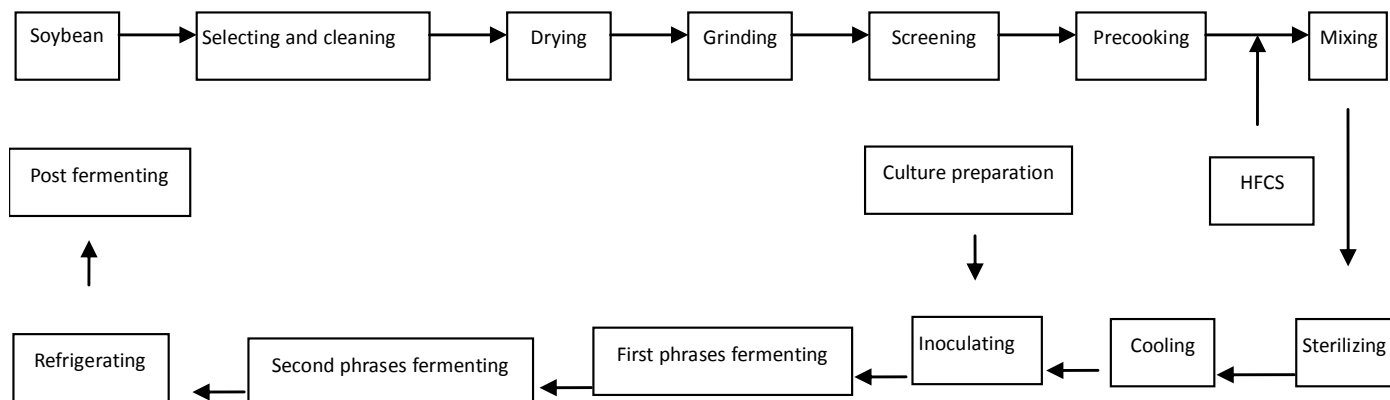 Soybean
Selecting and cleaning
Drying
Grinding
Screening
Precooking
Mixing
Post fermenting
Culture preparation
HFCS
Refrigerating
Second phrases fermenting
First phrases fermenting
Inoculating
Cooling
Sterilizing